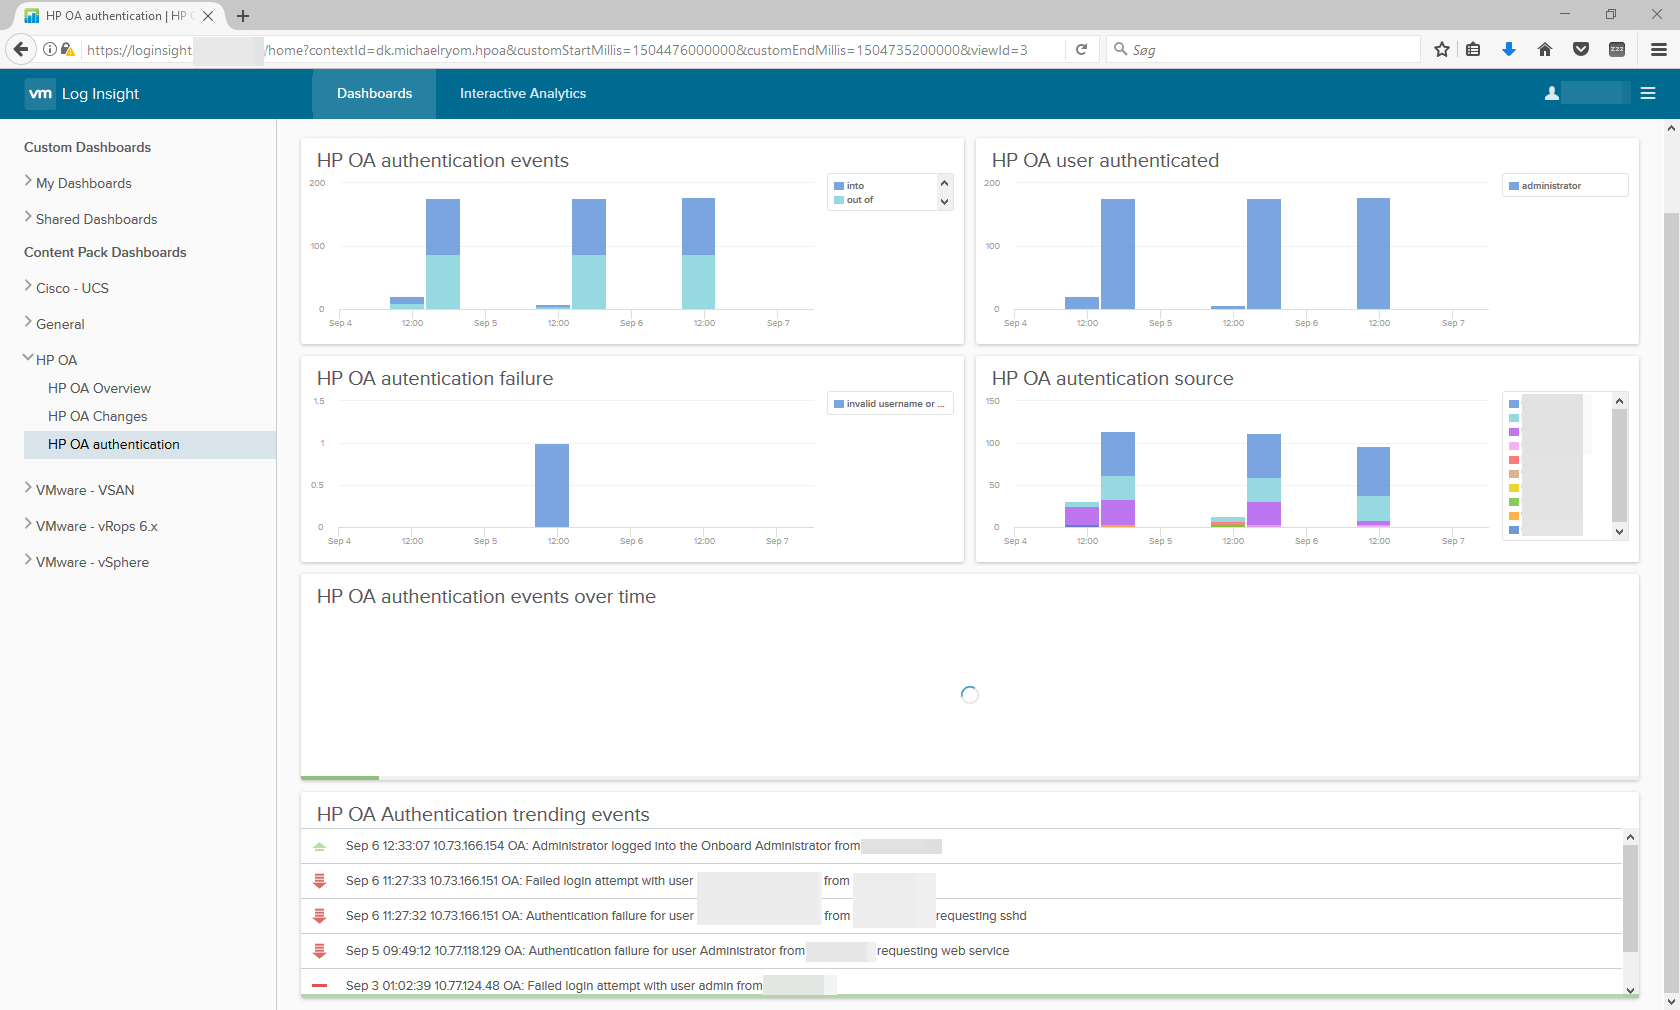 HP OA authentication | HP
https://loginsight /home?contextId=dk.michaelryom.hpoa&customStartMillis=1504476000000&customEndMillis=1504735200000&viewId=3
Søg
zzz
vm Log Insight
Dashboards
Interactive Analytics
Custom Dashboards
My Dashboards
Shared Dashboards
Content Pack Dashboards
Cisco - UCS
General
HP OA
HP OA Overview
HP OA Changes
HP OA authentication
VMware - VSAN
VMware - vRops 6.x
VMware - vSphere
HP OA authentication events
200
100
0
Sep 4 12:00 Sep 5 12:00 Sep 6 12:00 Sep 7
into
out of
HP OA user authenticated
200
100
0
Sep 4 12:00 Sep 5 12:00 Sep 6 12:00 Sep 7
administrator
HP OA autentication failure
1.5
1
0.5
0
Sep 4 12:00 Sep 5 12:00 Sep 6 12:00 Sep 7
invalid username or ...
HP OA autentication source
150
100
50
0
Sep 4 12:00 Sep 5 12:00 Sep 6 12:00 Sep 7
HP OA authentication events over time
HP OA Authentication trending events
Sep 6 12:33:07 10.73.166.154 OA: Administrator logged into the Onboard Administrator from
Sep 6 11:27:33 10.73.166.151 OA: Failed login attempt with user from
Sep 6 11:27:32 10.73.166.151 OA: Authentication failure for user from requesting sshd
Sep 5 09:49:12 10.77.118.129 OA: Authentication failure for user Administrator from requesting web service
Sep 3 01:02:39 10.77.124.48 OA: Failed login attempt with user admin from